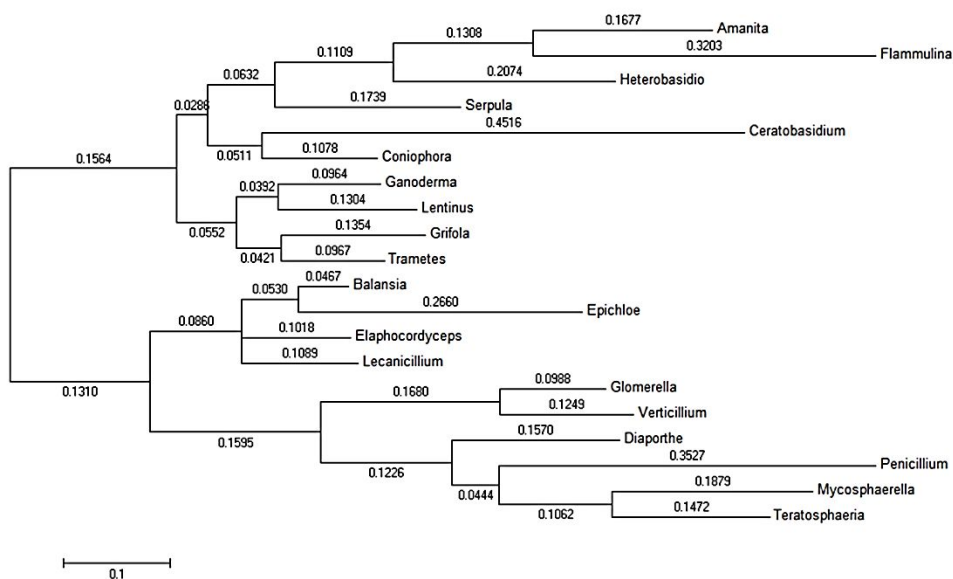 0.1677 Amanita
0.1308
0.3203 Flammulina
0.1109
0.2074 Heterobasidio
0.0632
0.1739 Serpula
0.0286
0.4516 Ceratobasidium
0.0511
0.1078 Coniophora
0.1564
0.0964 Ganoderma
0.0392
0.1304 Lentinus
0.0552
0.1354 Grifola
0.0421
0.0967 Trametes
0.0467 Balansia
0.0530
0.2660 Epichloe
0.0860
0.1018 Elaphocordyceps
0.1089 Lecanicillium
0.1310
0.0988 Glomerella
0.1680
0.1249 Verticillium
0.1595
0.1570 Diaporthe
0.1226
0.3527 Penicillium
0.0444
0.1879 Mycosphaerella
0.1062
0.1472 Teratosphaeria
0.1